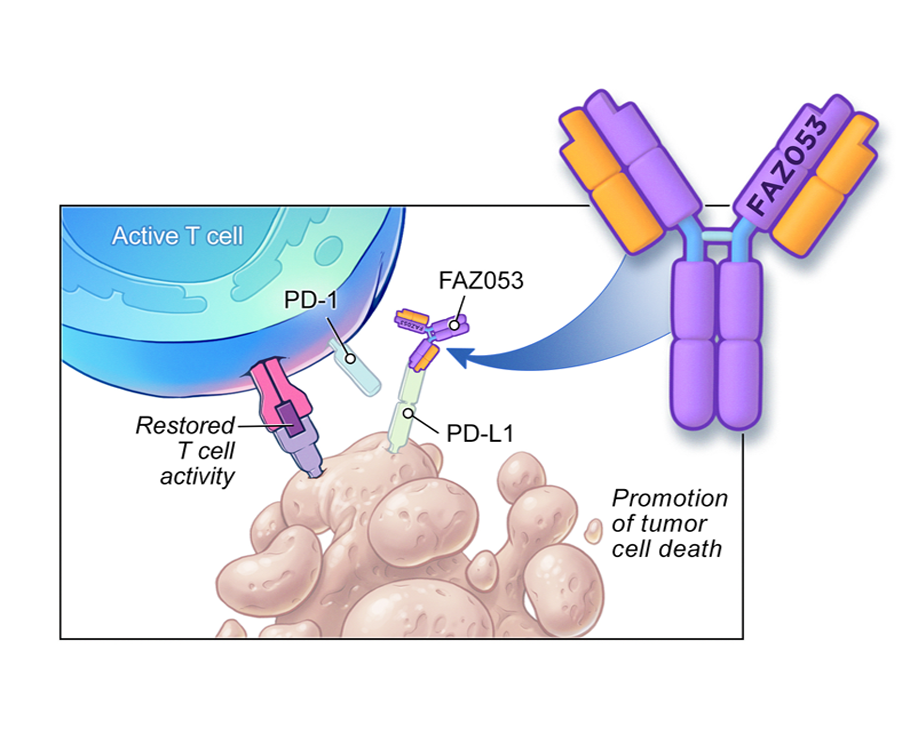 FAZ053
Active T cell
FAZ053
PD-1
FAZ053
Restored
T cell
activity
PD-L1
Promotion
of tumor
cell death